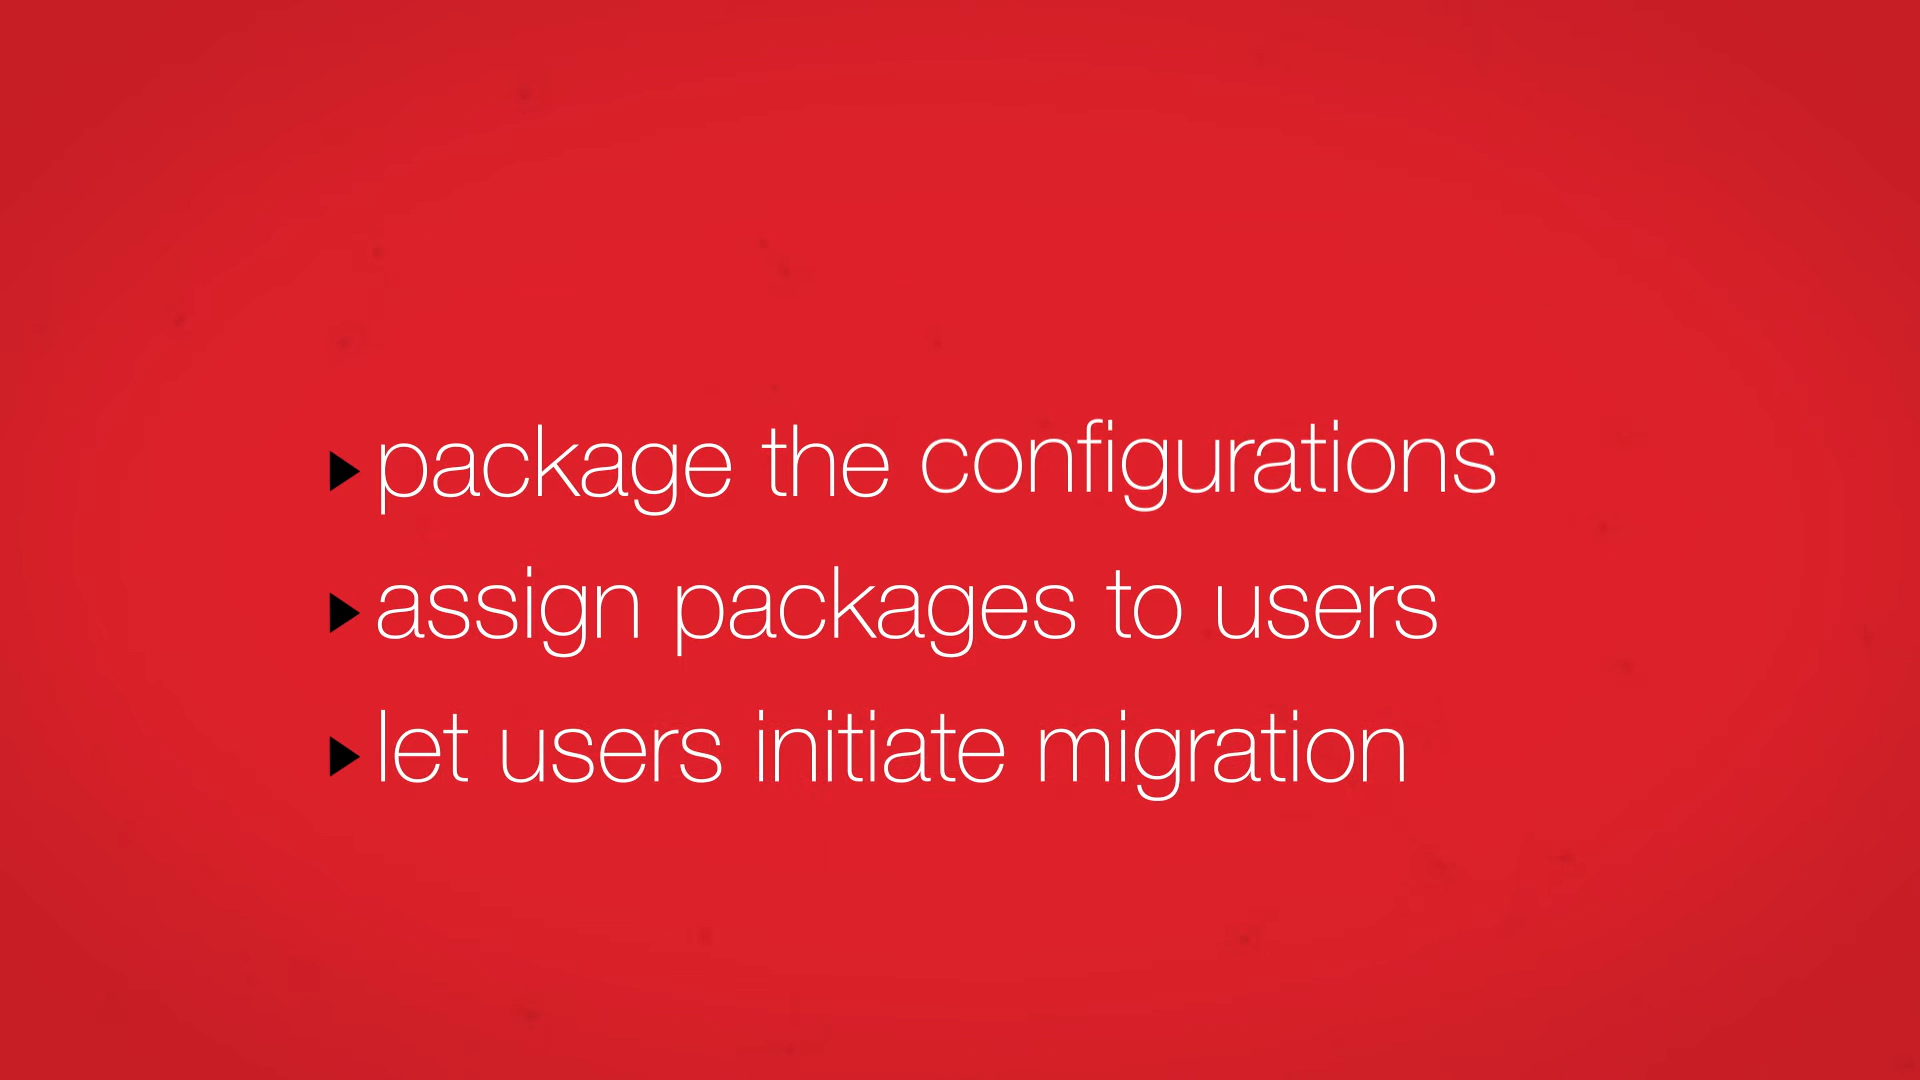 package the configurations
assign packages to users
let users initiate migration